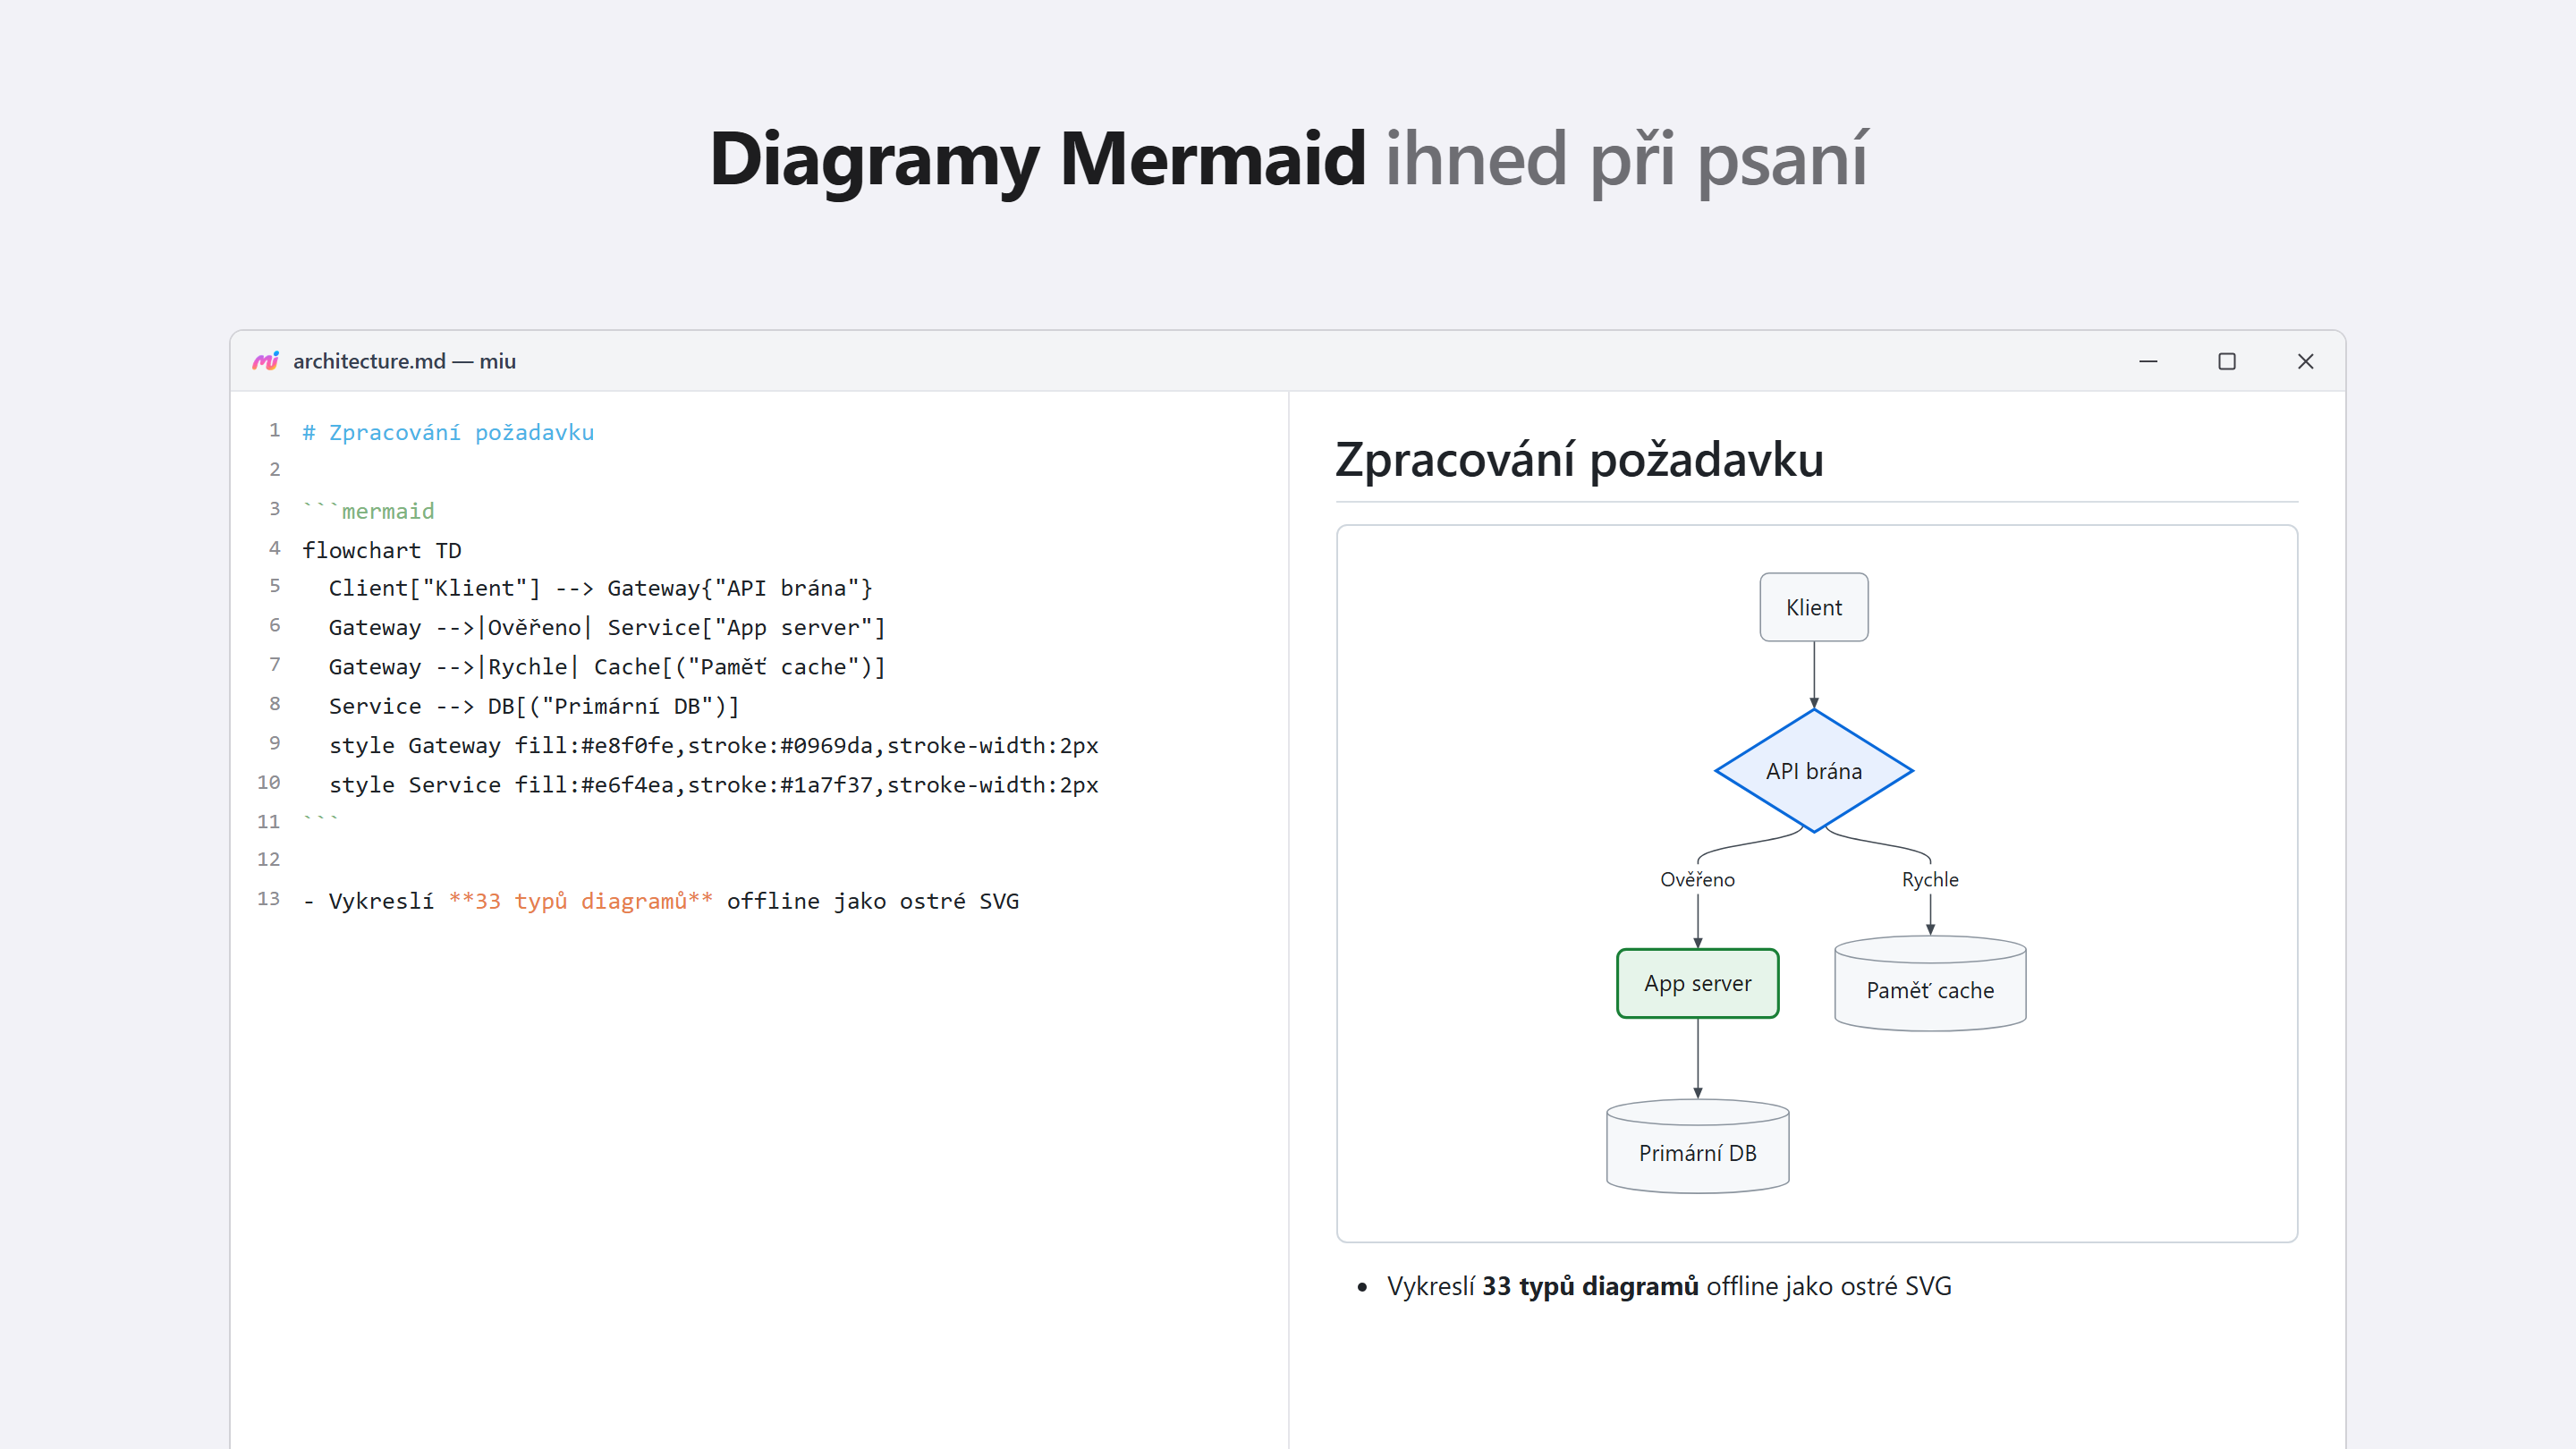 Diagramy Mermaid ihned při psaní
architecture.md — miu
1 # Zpracování požadavku
2
3 ```mermaid
4 flowchart TD
5   Client["Klient"] --> Gateway{"API brána"}
6   Gateway -->|Ověřeno| Service["App server"]
7   Gateway -->|Rychle| Cache[("Paměť cache")]
8   Service --> DB[("Primární DB")]
9   style Gateway fill:#e8f0fe,stroke:#0969da,stroke-width:2px
10   style Service fill:#e6f4ea,stroke:#1a7f37,stroke-width:2px
11 ```
12
13 - Vykreslí **33 typů diagramů** offline jako ostré SVG
Zpracování požadavku
Klient
API brána
Ověřeno Rychle
App server
Paměť cache
Primární DB
• Vykreslí 33 typů diagramů offline jako ostré SVG